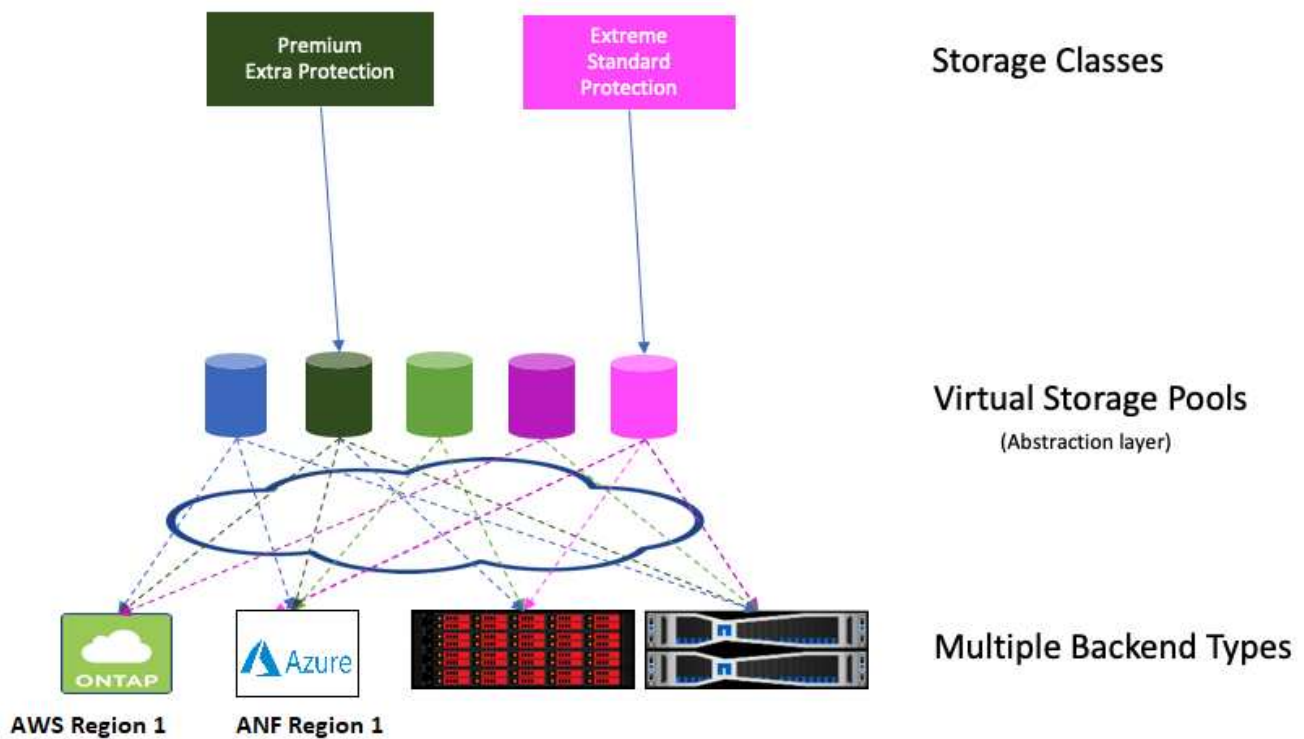 Premium
Extra Protection
Extreme
Standard
Protection
Storage Classes
Virtual Storage Pools
(Abstraction layer)
ONTAP
Azure
Multiple Backend Types
AWS Region 1
ANF Region 1